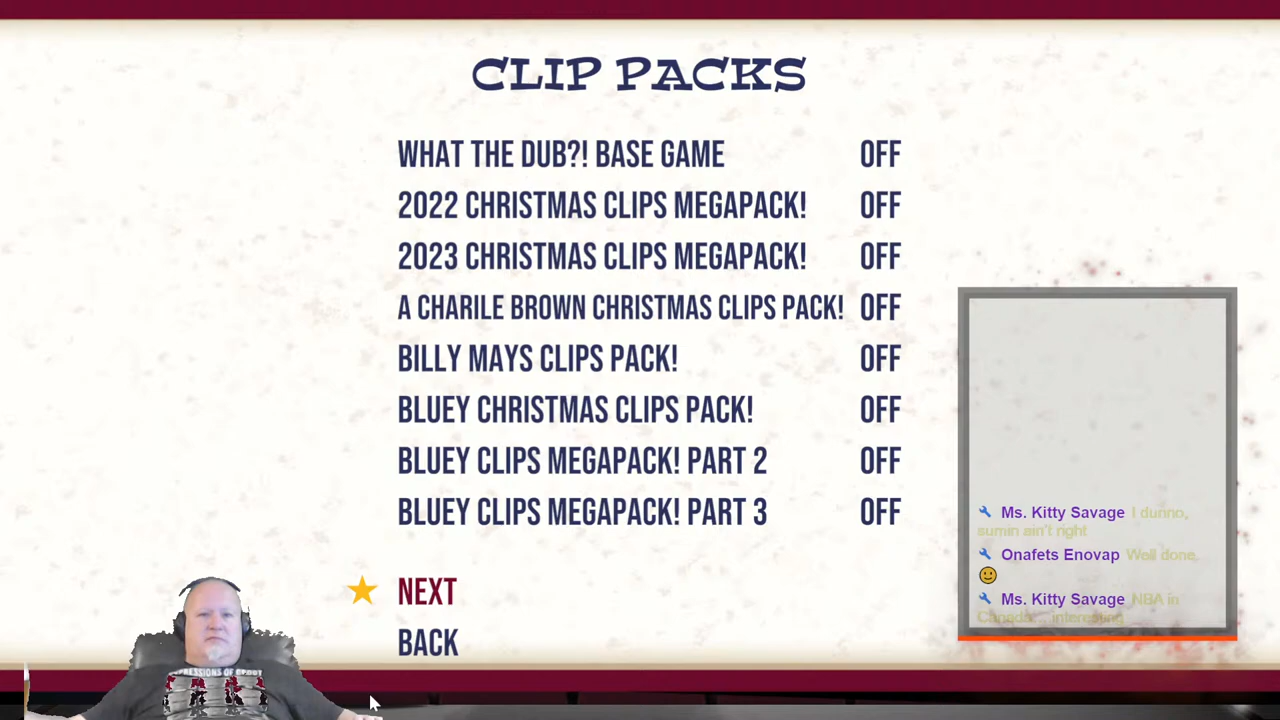 CLIP PACKS
WHAT THE DUB?! BASE GAME OFF
2022 CHRISTMAS CLIPS MEGAPACK! OFF
2023 CHRISTMAS CLIPS MEGAPACK! OFF
A CHARILE BROWN CHRISTMAS CLIPS PACK! OFF
BILLY MAYS CLIPS PACK! OFF
BLUEY CHRISTMAS CLIPS PACK! OFF
BLUEY CLIPS MEGAPACK! PART 2 OFF
BLUEY CLIPS MEGAPACK! PART 3 OFF
NEXT
BACK
Ms. Kitty Savage I dunno,
sumin ain't right
Onafets Enovap Well done.
Ms. Kitty Savage NBA in
Canada... interesting